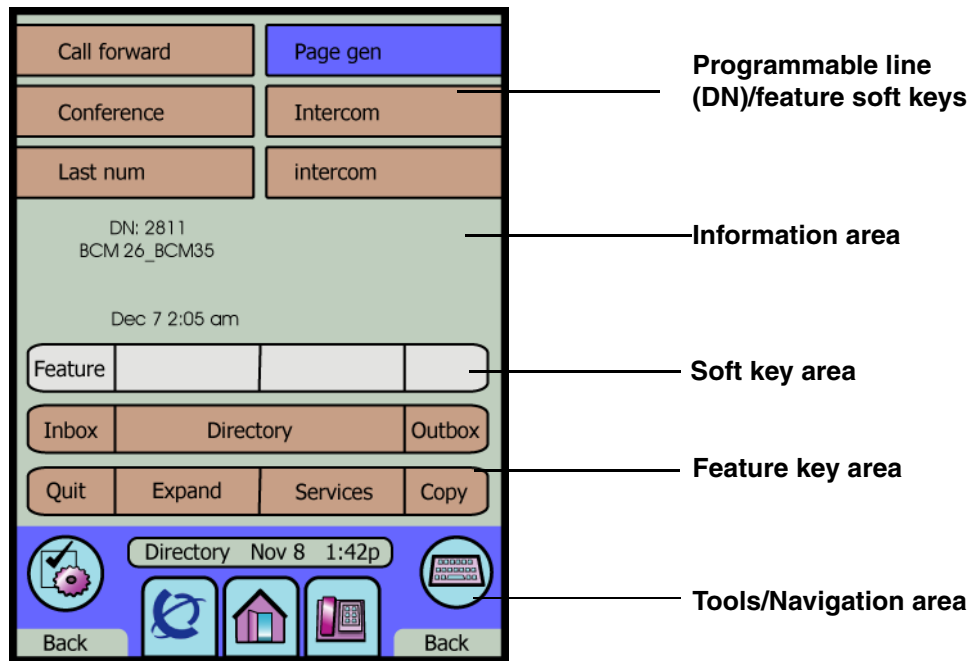 Call forward
Page gen
Conference
Intercom
Last num
intercom
DN: 2811
BCM 26_BCM35
Dec 7 2:05 am
Feature
Inbox
Directory
Outbox
Quit
Expand
Services
Copy
Directory Nov 8 1:42p
Back
Back
Programmable line
(DN)/feature soft keys
Information area
Soft key area
Feature key area
Tools/Navigation area